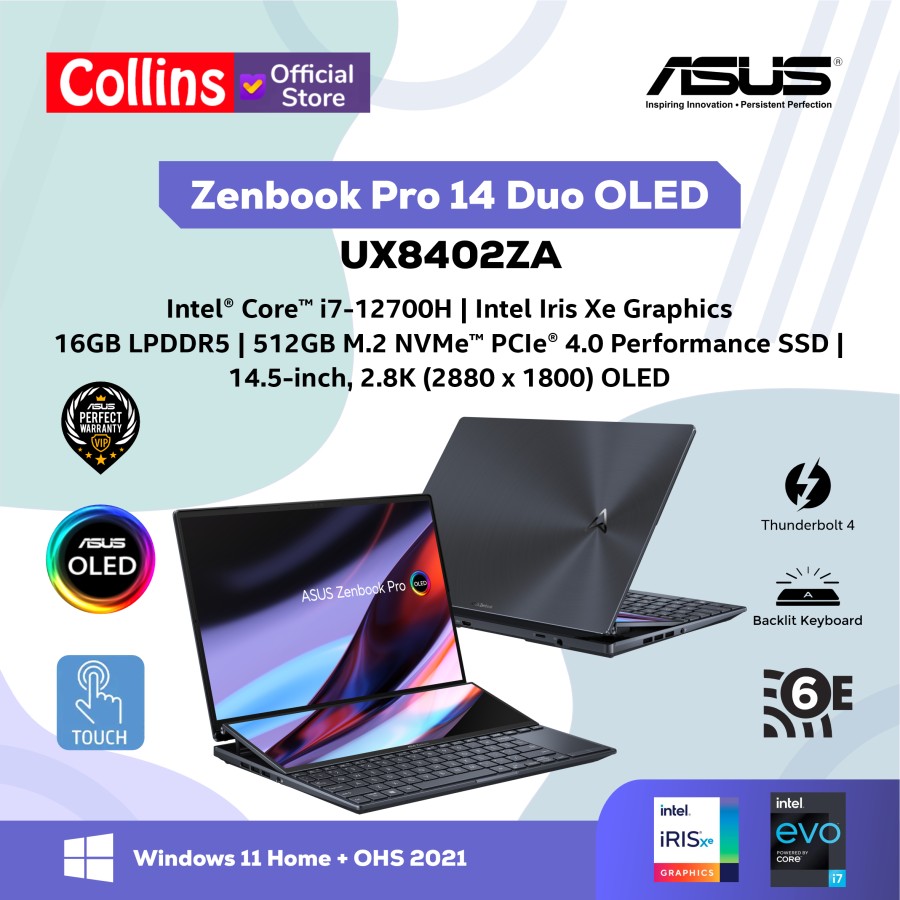 Collins
Official
Store
ASUS®
Inspiring Innovation • Persistent Perfection
Zenbook Pro 14 Duo OLED
UX8402ZA
Intel® Core™ i7-12700H | Intel Iris Xe Graphics
16GB LPDDR5 | 512GB M.2 NVMe™ PCIe® 4.0 Performance SSD |
14.5-inch, 2.8K (2880 x 1800) OLED
ASUS
PERFECT
WARRANTY
VIP
ASUS
OLED
TOUCH
ASUS Zenbook Pro
OLED
Thunderbolt 4
A
Backlit Keyboard
6E
Windows 11 Home + OHS 2021
intel.
iRIS xe
GRAPHICS
intel.
evo
POWERED BY
CORE
i7